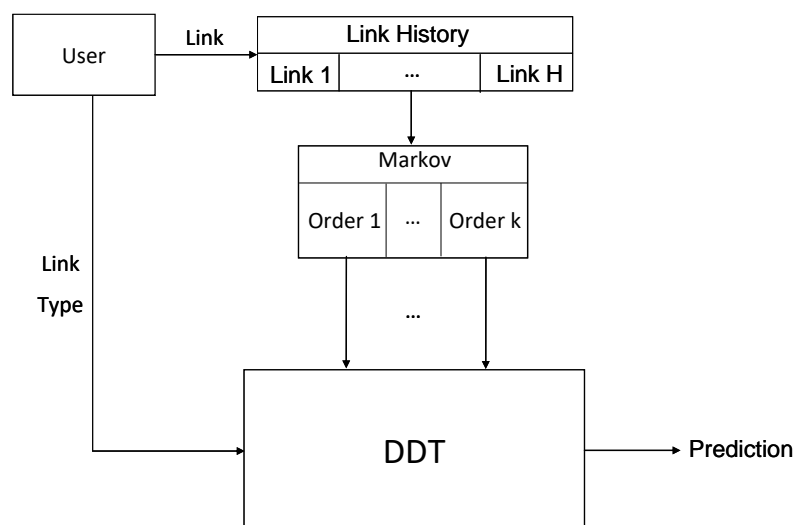 Link History
User
Link
Link 1
...
Link H
Markov
Order 1
...
Order k
Link
Type
...
DDT
Prediction